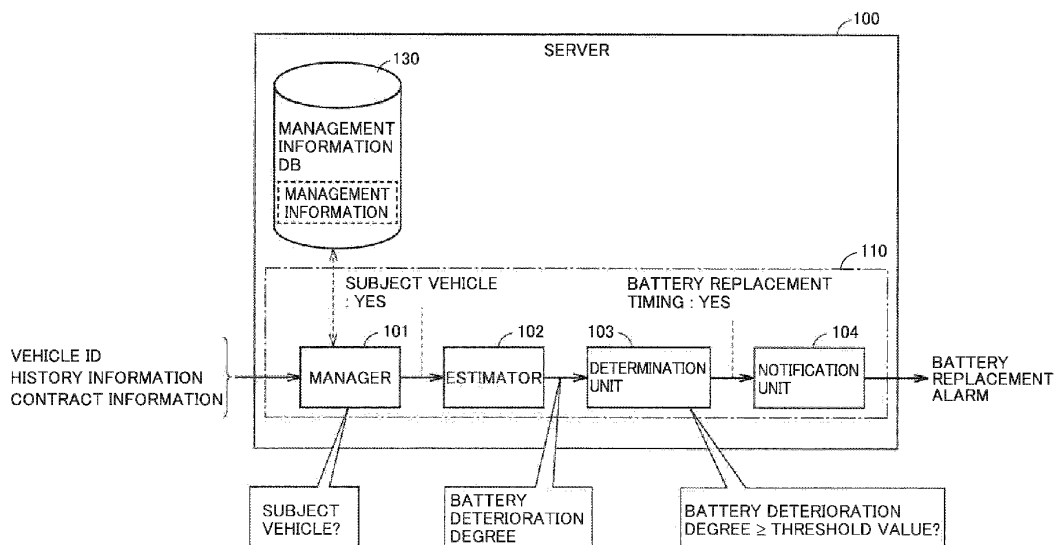 100
SERVER
130
MANAGEMENT
INFORMATION
DB
MANAGEMENT
INFORMATION
110
SUBJECT VEHICLE
: YES
BATTERY REPLACEMENT
TIMING : YES
101
102
103
104
VEHICLE ID
HISTORY INFORMATION
CONTRACT INFORMATION
MANAGER
ESTIMATOR
DETERMINATION
UNIT
NOTIFICATION
UNIT
BATTERY
REPLACEMENT
ALARM
SUBJECT
VEHICLE?
BATTERY
DETERIORATION
DEGREE
BATTERY DETERIORATION
DEGREE ≥ THRESHOLD VALUE?